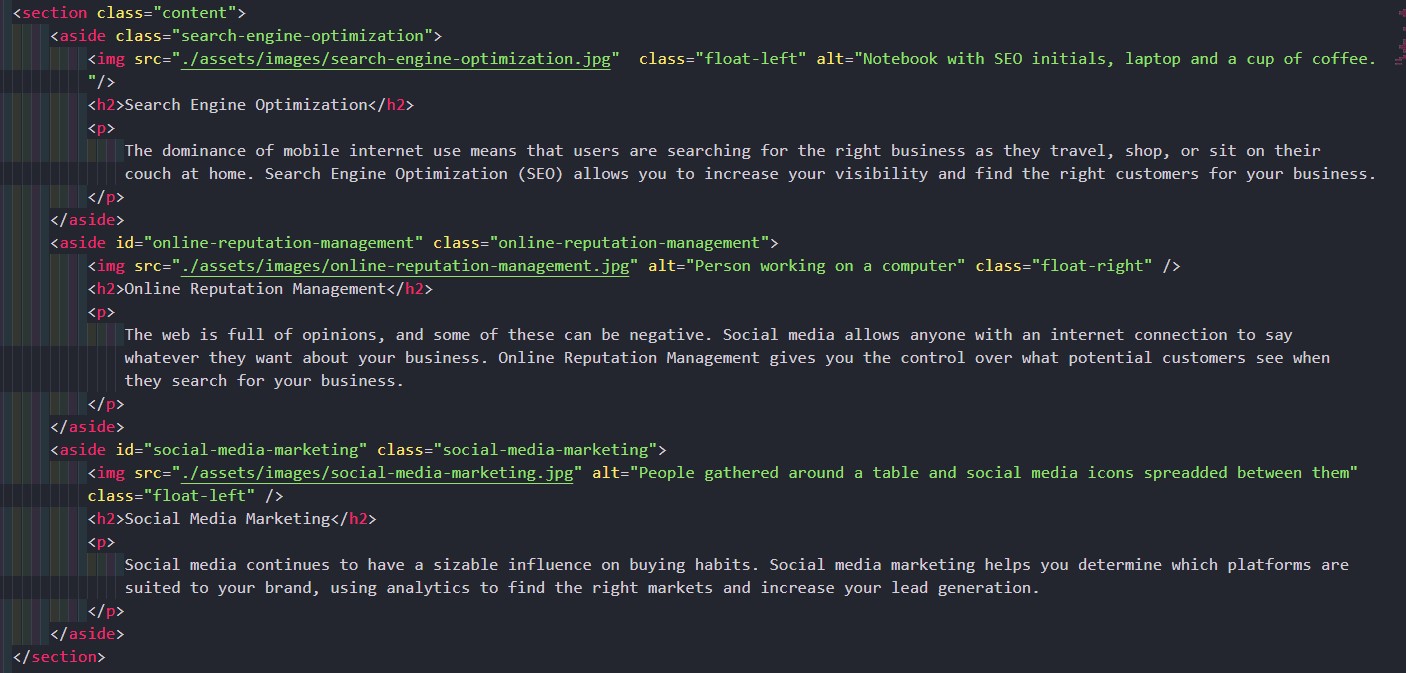 <section class="content">
<aside class="search-engine-optimization">
<img src="./assets/images/search-engine-optimization.jpg"  class="float-left" alt="Notebook with SEO initials, laptop and a cup of coffee.
"/>
<h2>Search Engine Optimization</h2>
<p>
The dominance of mobile internet use means that users are searching for the right business as they travel, shop, or sit on their
couch at home. Search Engine Optimization (SEO) allows you to increase your visibility and find the right customers for your business.
</p>
</aside>
<aside id="online-reputation-management" class="online-reputation-management">
<img src="./assets/images/online-reputation-management.jpg" alt="Person working on a computer" class="float-right" />
<h2>Online Reputation Management</h2>
<p>
The web is full of opinions, and some of these can be negative. Social media allows anyone with an internet connection to say
whatever they want about your business. Online Reputation Management gives you the control over what potential customers see when
they search for your business.
</p>
</aside>
<aside id="social-media-marketing" class="social-media-marketing">
<img src="./assets/images/social-media-marketing.jpg" alt="People gathered around a table and social media icons spreadded between them"
class="float-left" />
<h2>Social Media Marketing</h2>
<p>
Social media continues to have a sizable influence on buying habits. Social media marketing helps you determine which platforms are
suited to your brand, using analytics to find the right markets and increase your lead generation.
</p>
</aside>
</section>